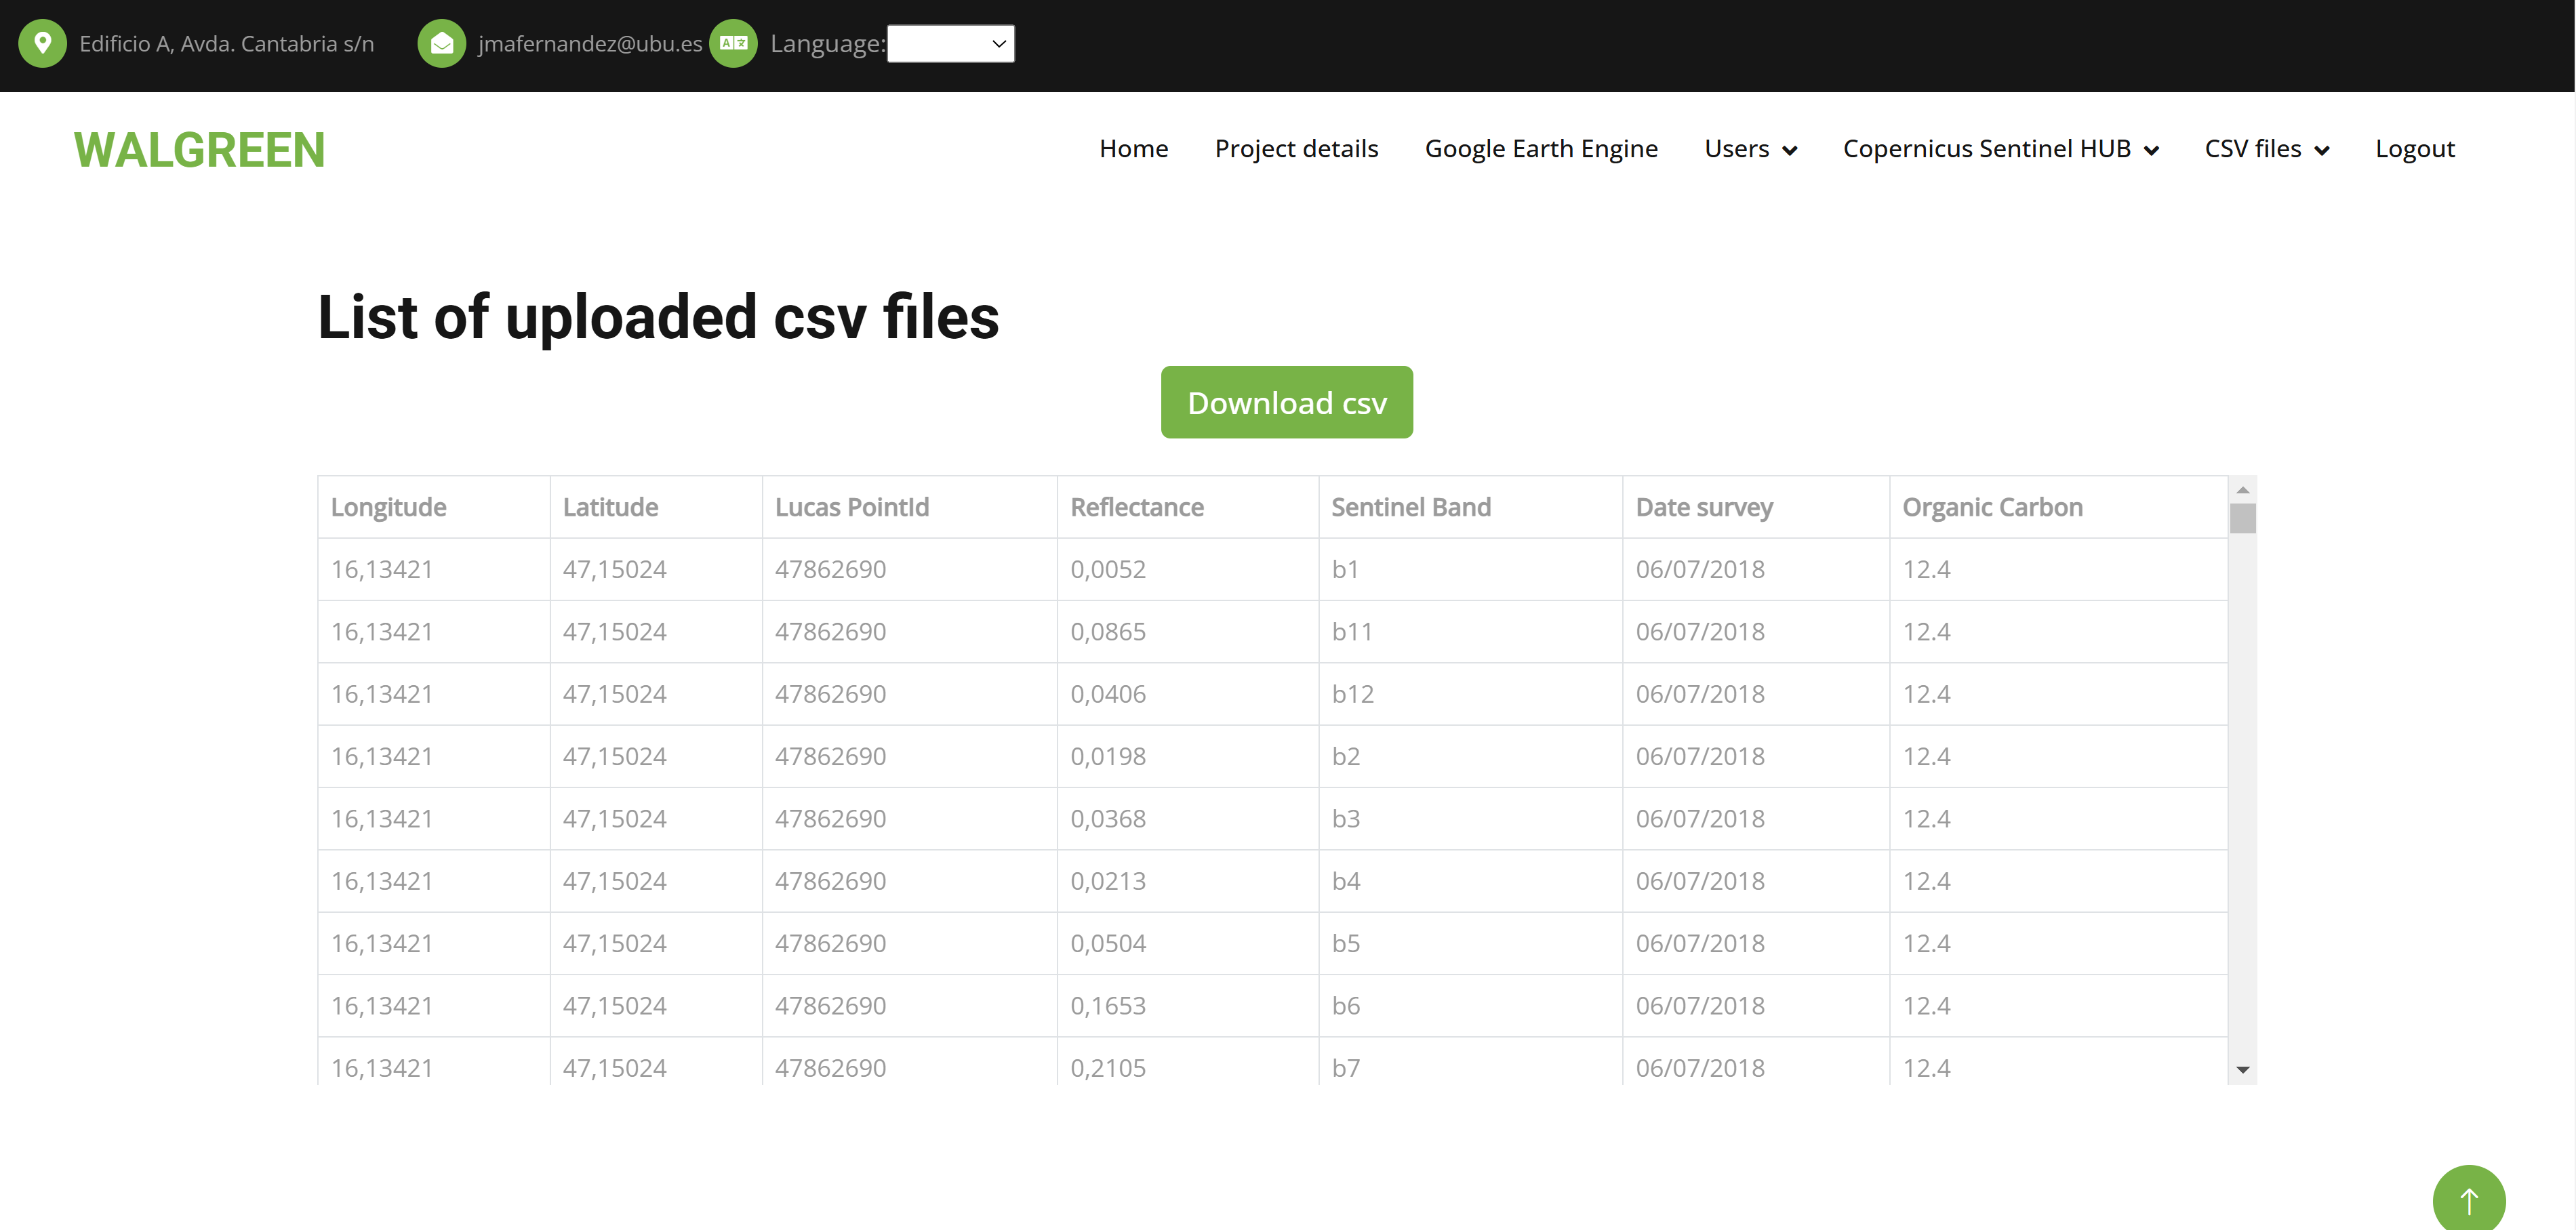 Edificio A, Avda. Cantabria s/n jmafernandez@ubu.es Language:
WALGREEN Home Project details Google Earth Engine Users Copernicus Sentinel HUB CSV files Logout
List of uploaded csv files
Download csv
Longitude Latitude Lucas PointId Reflectance Sentinel Band Date survey Organic Carbon
16,13421 47,15024 47862690 0,0052 b1 06/07/2018 12.4
16,13421 47,15024 47862690 0,0865 b11 06/07/2018 12.4
16,13421 47,15024 47862690 0,0406 b12 06/07/2018 12.4
16,13421 47,15024 47862690 0,0198 b2 06/07/2018 12.4
16,13421 47,15024 47862690 0,0368 b3 06/07/2018 12.4
16,13421 47,15024 47862690 0,0213 b4 06/07/2018 12.4
16,13421 47,15024 47862690 0,0504 b5 06/07/2018 12.4
16,13421 47,15024 47862690 0,1653 b6 06/07/2018 12.4
16,13421 47,15024 47862690 0,2105 b7 06/07/2018 12.4